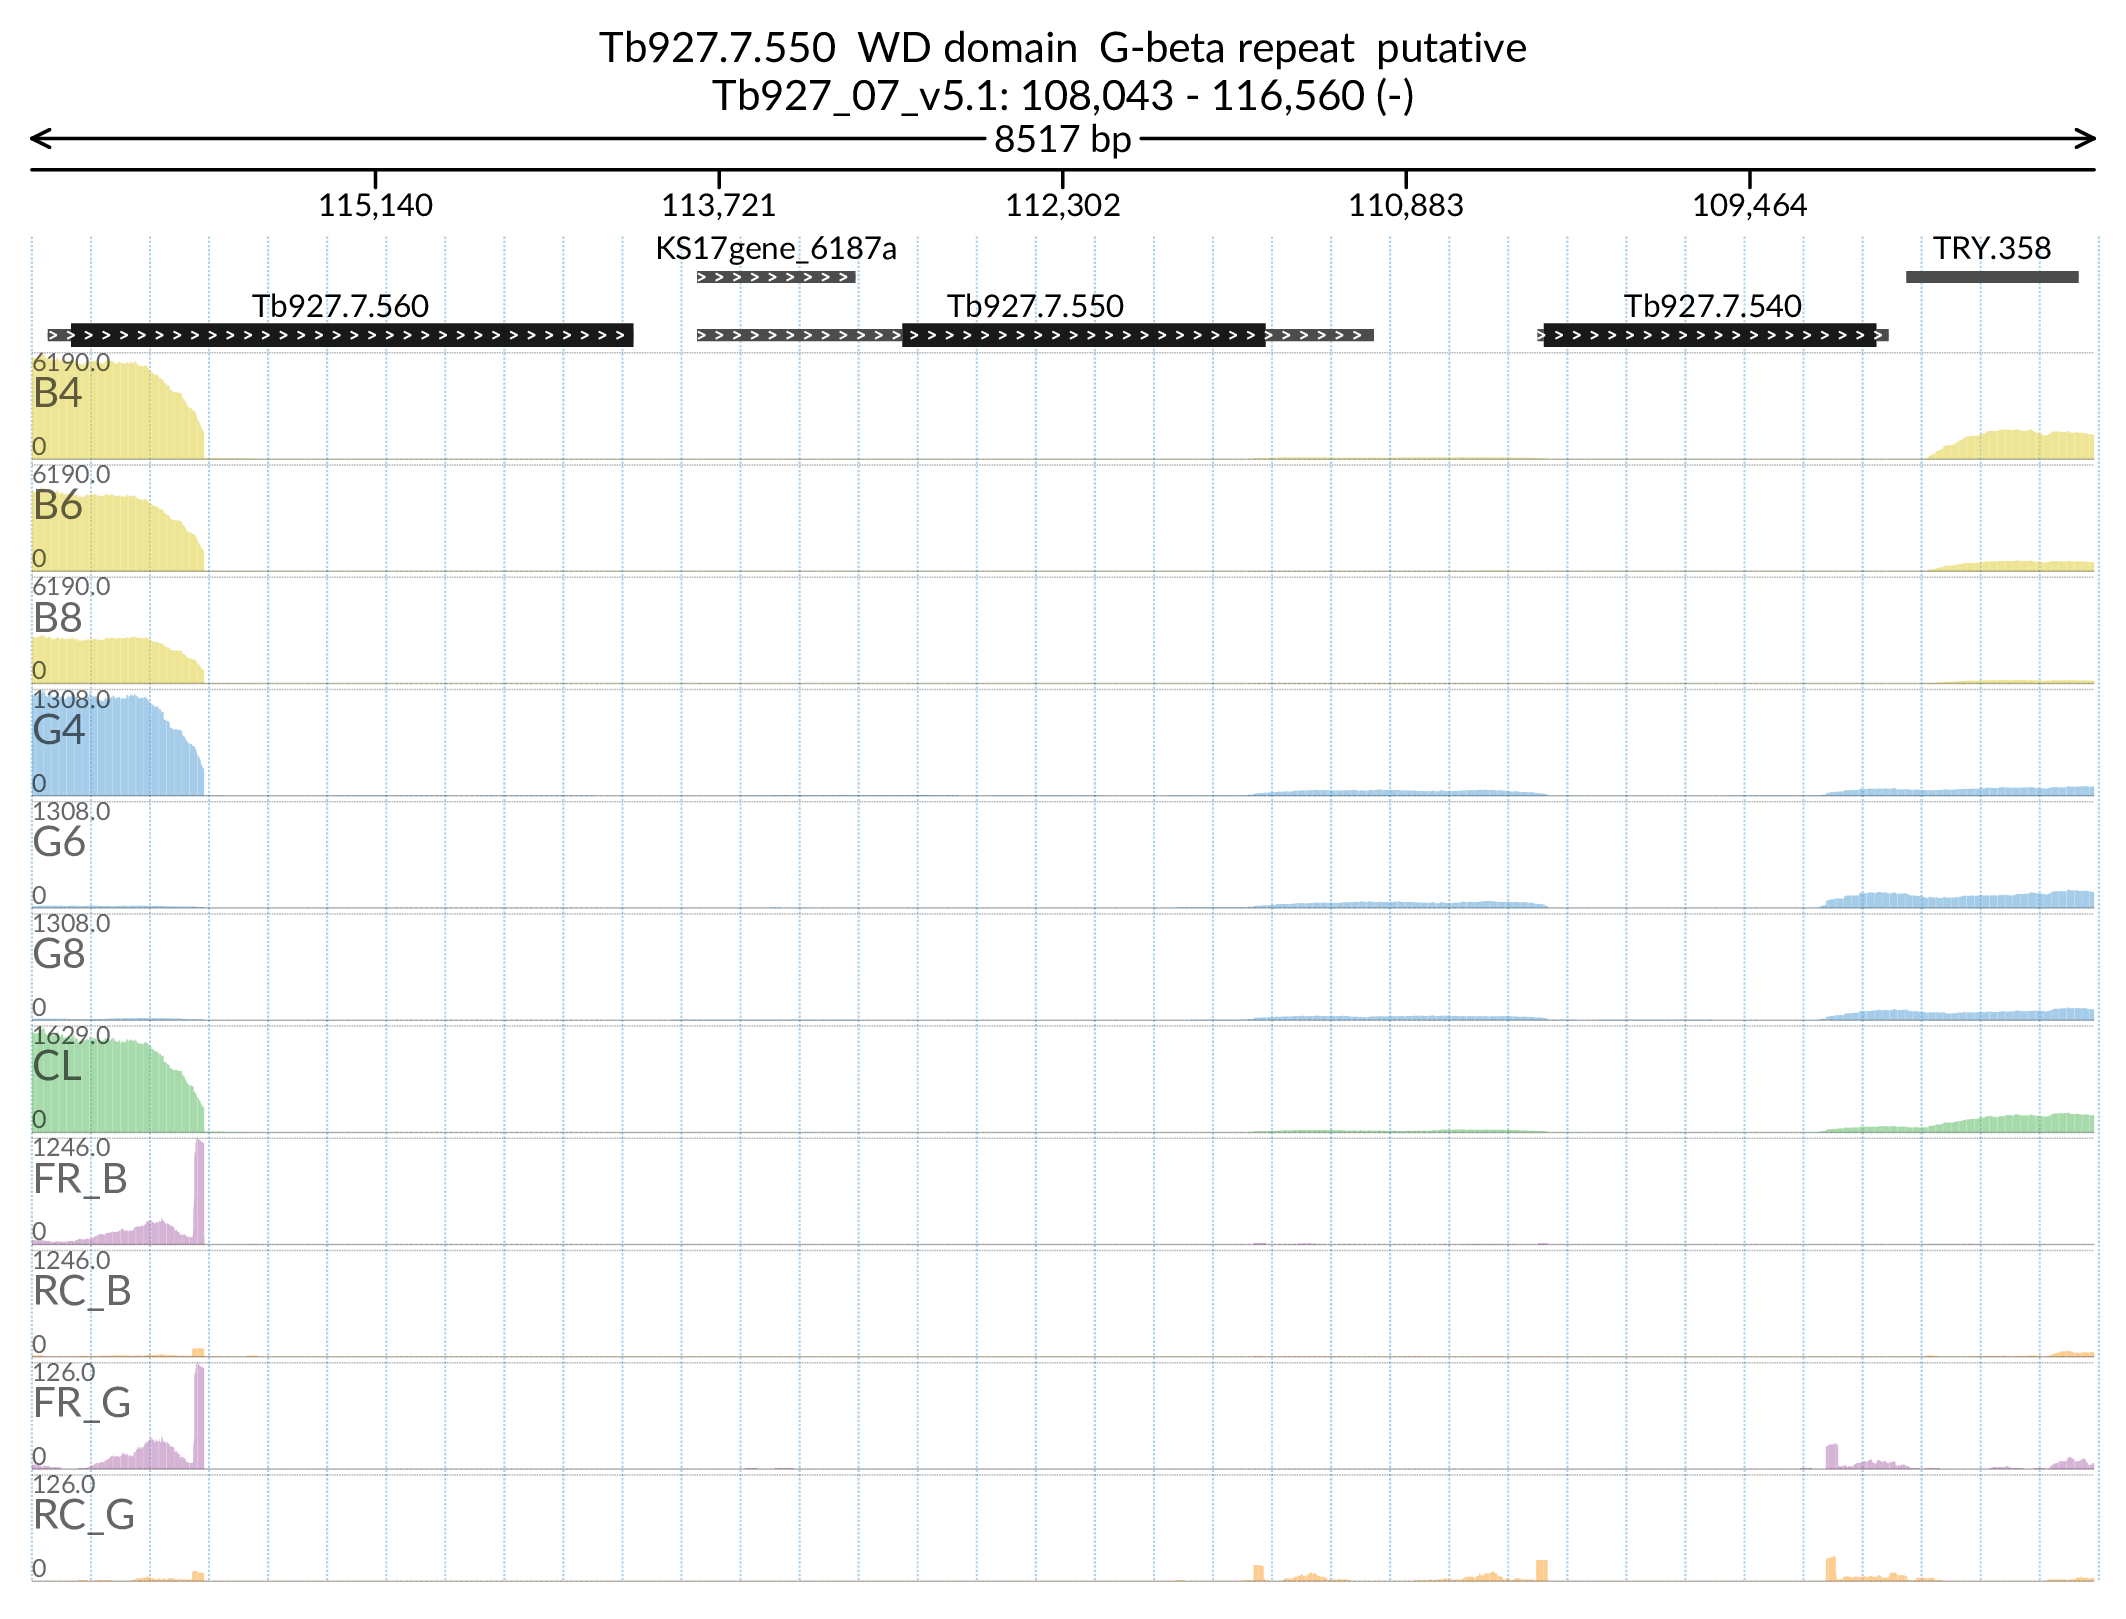 Tb927.7.550 WD domain G-beta repeat putative
Tb927_07_v5.1: 108,043 - 116,560 (-)
8517 bp
115,140 113,721 112,302 110,883 109,464
KS17gene_6187a TRY.358
Tb927.7.560 Tb927.7.550 Tb927.7.540
6190.0
B4
0
6190.0
B6
0
6190.0
B8
0
1308.0
G4
0
1308.0
G6
0
1308.0
G8
0
1629.0
CL
0
1246.0
FR_B
0
1246.0
RC_B
0
126.0
FR_G
0
126.0
RC_G
0